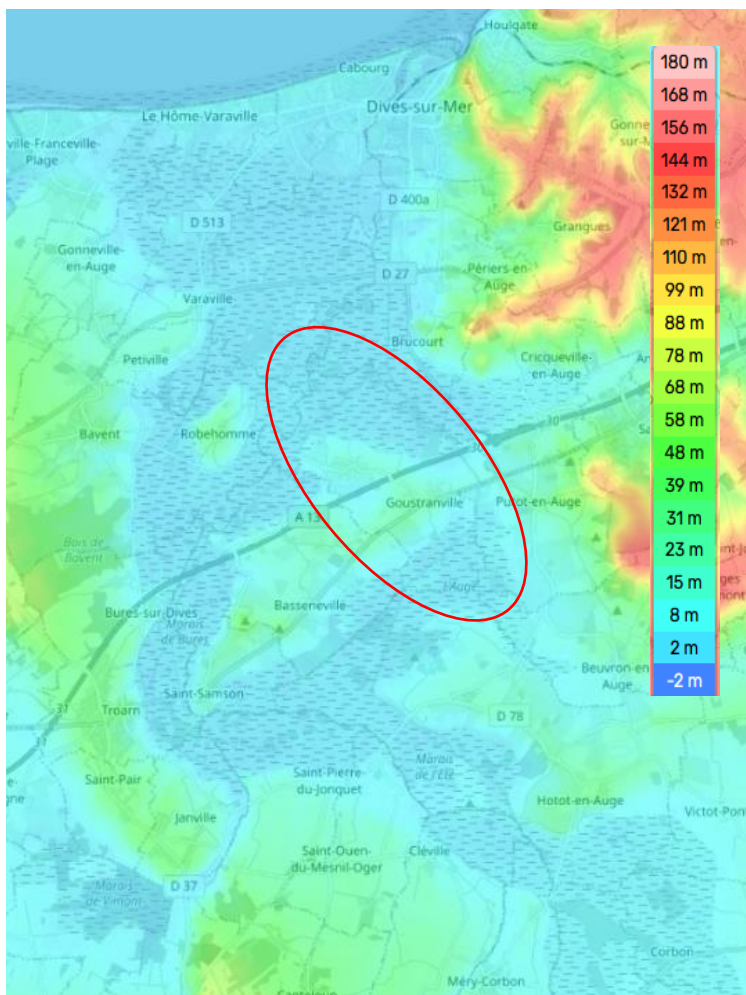 Houlgate
Cabourg
Dives-sur-Mer
Le Hôme-Varaville
ville-Franceville-
Plage
D 400a
D 513
Grangues
Gonneville-
en-Auge
D 27
Périers-en
Auge
Varaville
Brucourt
Cricqueville-
en-Auge
Petiville
Bavent
Robehomme
30
30
Goustranville
Putot-en-Auge
A 13
Bois de
Bavent
L'Auge
Basseneville
Bures-sur-Dives
Marais
de Bures
Beuvron-en
Auge
Saint-Samson
31
31
Troarn
D 78
Saint-Pair
Saint-Pierre
du-Jonquet
Marais
Hotot-en-Auge
Victot-Pon
Janville
Saint-Ouen-
du-Mesnil-Oger
Cléville
D 37
Marais
de Vimont
Corbon
Méry-Corbon
180 m
168 m
156 m
144 m
132 m
121 m
110 m
99 m
88 m
78 m
68 m
58 m
48 m
39 m
31 m
23 m
15 m
8 m
2 m
-2 m